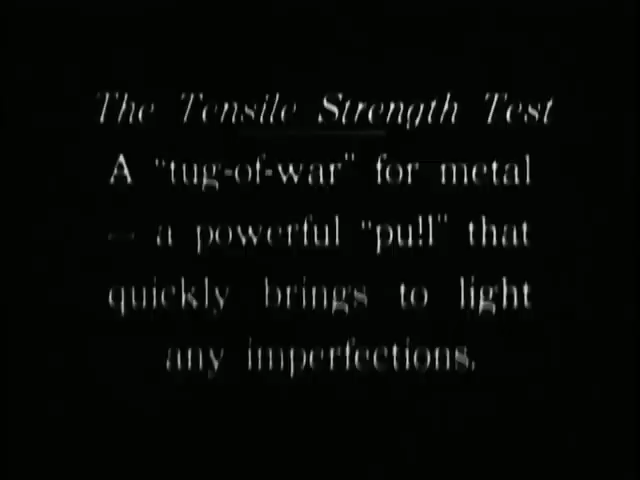 The Tensile Strength Test
A "tug-of-war" for metal
— a powerful "pull" that
quickly brings to light
any imperfections.